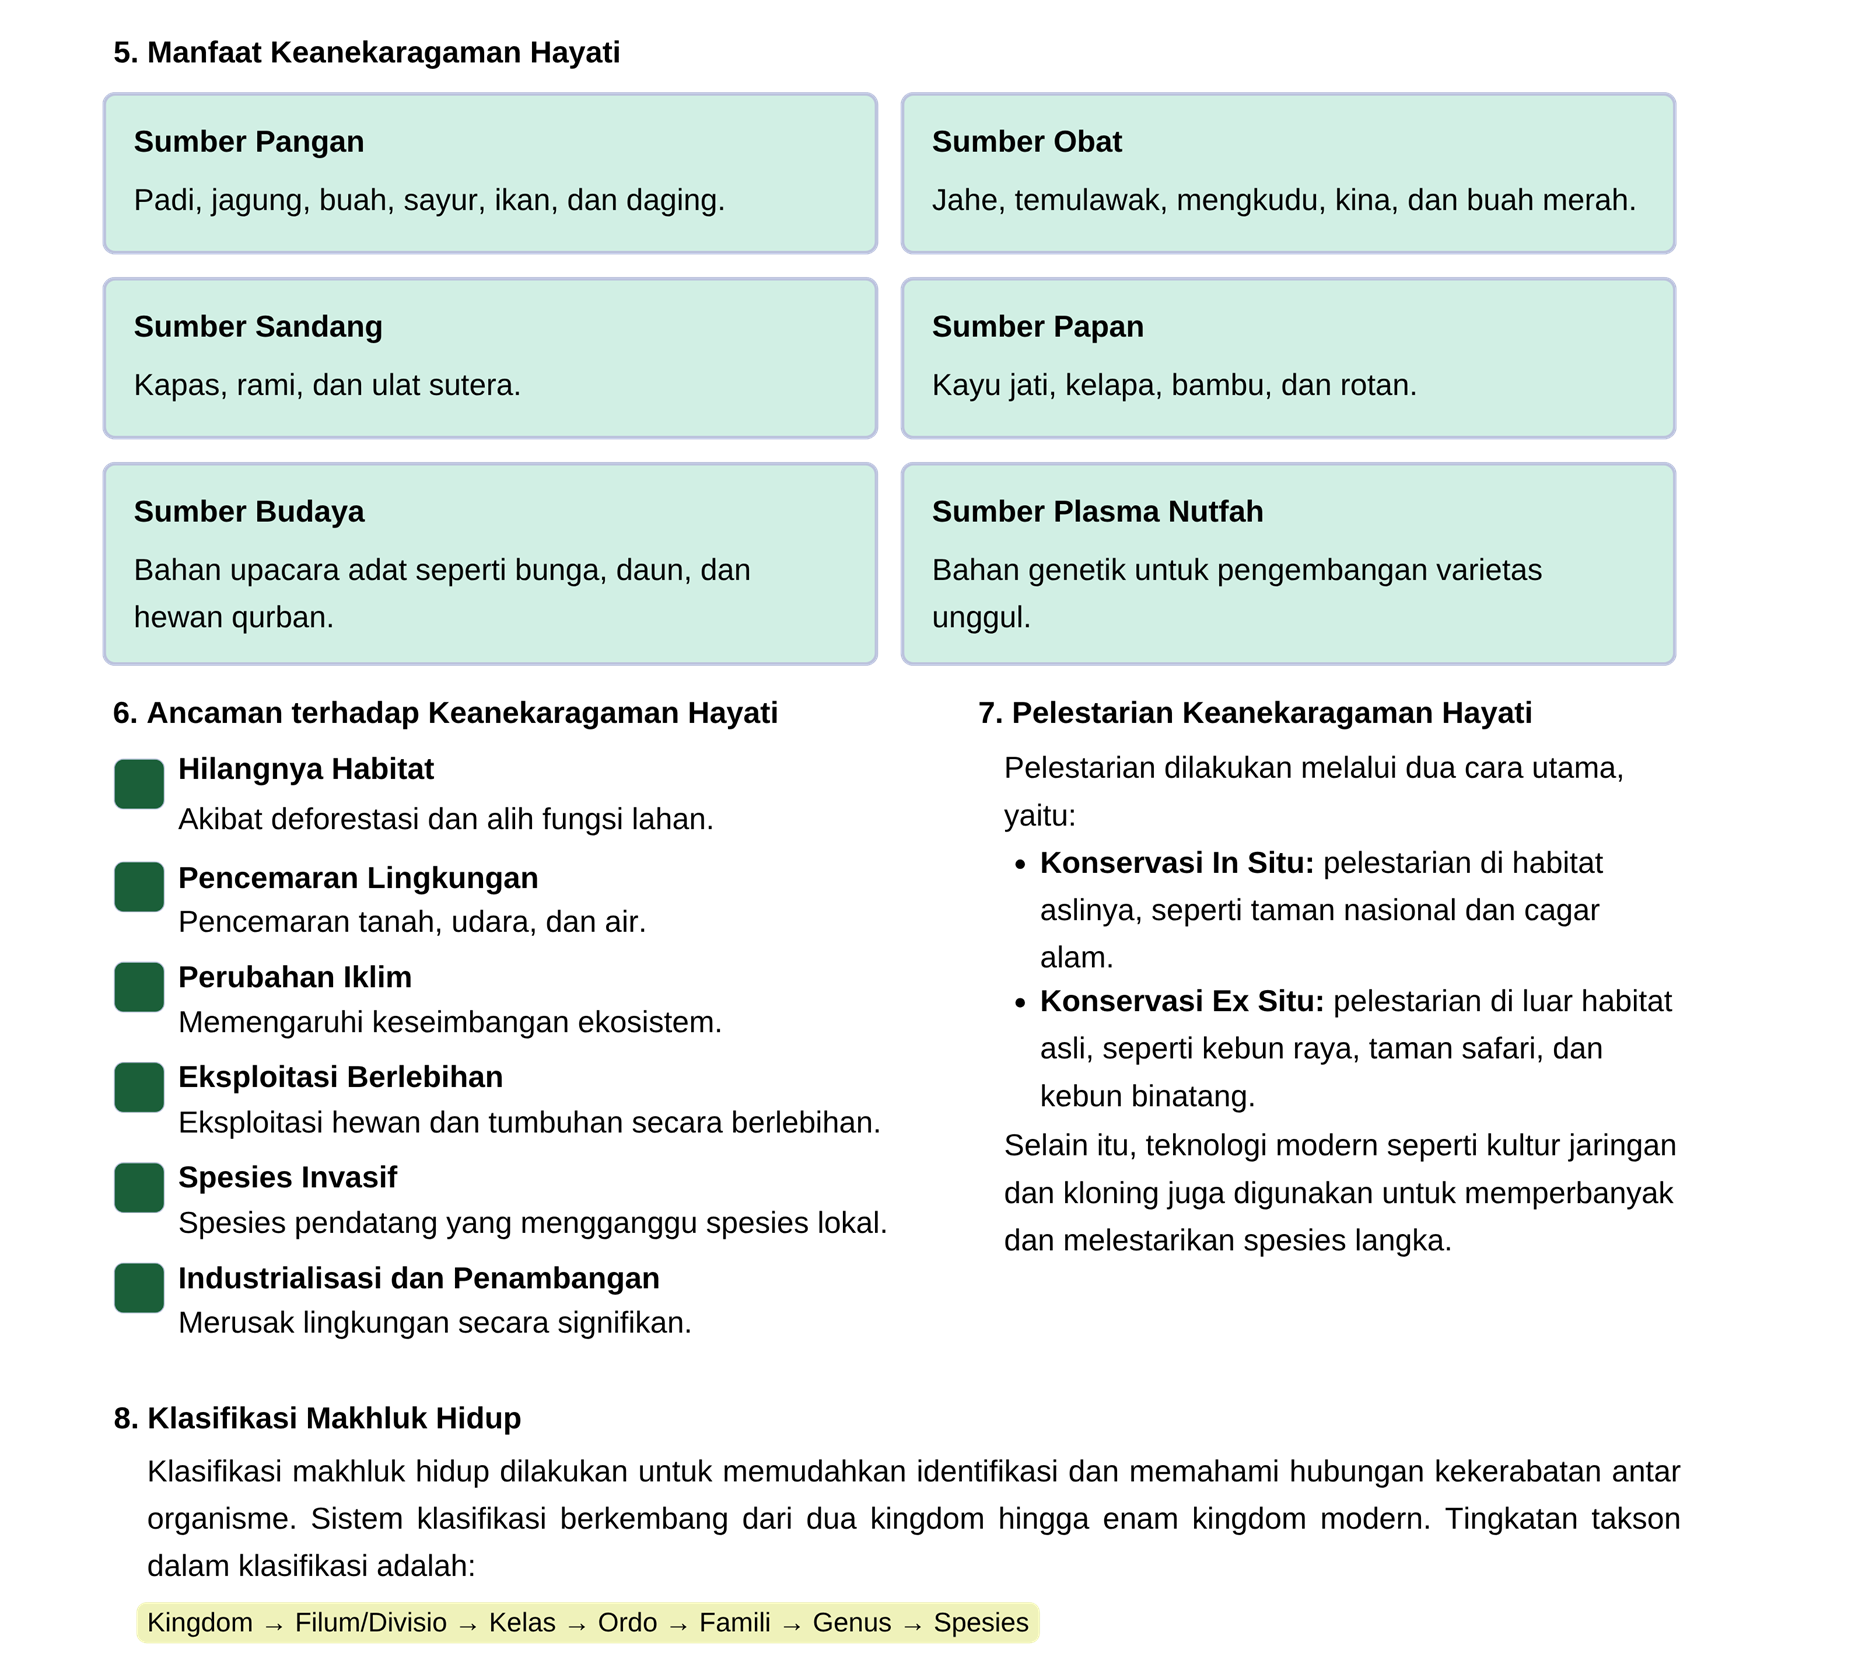 5. Manfaat Keanekaragaman Hayati
Sumber Pangan
Padi, jagung, buah, sayur, ikan, dan daging.
Sumber Obat
Jahe, temulawak, mengkudu, kina, dan buah merah.
Sumber Sandang
Kapas, rami, dan ulat sutera.
Sumber Papan
Kayu jati, kelapa, bambu, dan rotan.
Sumber Budaya
Bahan upacara adat seperti bunga, daun, dan
hewan qurban.
Sumber Plasma Nutfah
Bahan genetik untuk pengembangan varietas
unggul.
6. Ancaman terhadap Keanekaragaman Hayati
Hilangnya Habitat
Akibat deforestasi dan alih fungsi lahan.
Pencemaran Lingkungan
Pencemaran tanah, udara, dan air.
Perubahan Iklim
Memengaruhi keseimbangan ekosistem.
Eksploitasi Berlebihan
Eksploitasi hewan dan tumbuhan secara berlebihan.
Spesies Invasif
Spesies pendatang yang mengganggu spesies lokal.
Industrialisasi dan Penambangan
Merusak lingkungan secara signifikan.
7. Pelestarian Keanekaragaman Hayati
Pelestarian dilakukan melalui dua cara utama,
yaitu:
• Konservasi In Situ: pelestarian di habitat
aslinya, seperti taman nasional dan cagar
alam.
• Konservasi Ex Situ: pelestarian di luar habitat
asli, seperti kebun raya, taman safari, dan
kebun binatang.
Selain itu, teknologi modern seperti kultur jaringan
dan kloning juga digunakan untuk memperbanyak
dan melestarikan spesies langka.
8. Klasifikasi Makhluk Hidup
Klasifikasi makhluk hidup dilakukan untuk memudahkan identifikasi dan memahami hubungan kekerabatan antar
organisme. Sistem klasifikasi berkembang dari dua kingdom hingga enam kingdom modern. Tingkatan takson
dalam klasifikasi adalah:
Kingdom → Filum/Divisio → Kelas → Ordo → Famili → Genus → Spesies